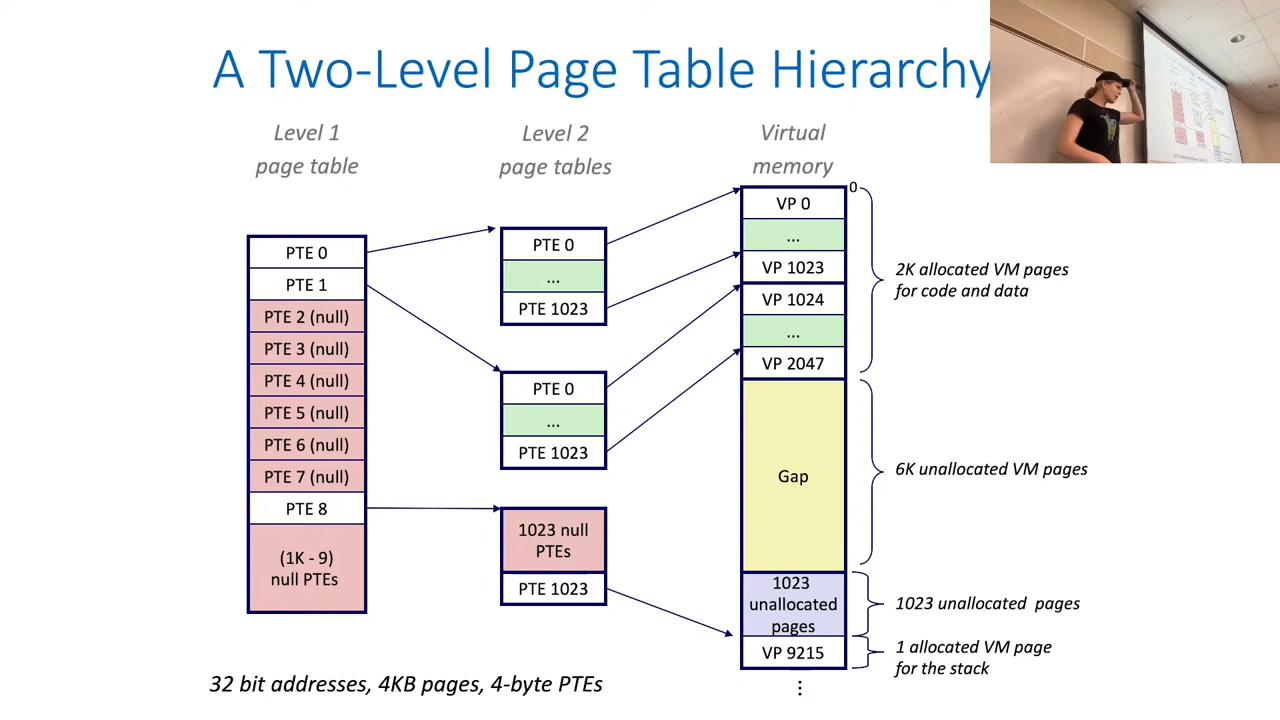 A Two-Level Page Table Hierarchy
Level 1
page table
Level 2
page tables
Virtual
memory
PTE 0
PTE 1
PTE 2 (null)
PTE 3 (null)
PTE 4 (null)
PTE 5 (null)
PTE 6 (null)
PTE 7 (null)
PTE 8
(1K - 9)
null PTEs
PTE 0
...
PTE 1023
PTE 0
...
PTE 1023
1023 null
PTEs
PTE 1023
0
VP 0
...
VP 1023
VP 1024
...
VP 2047
Gap
1023
unallocated
pages
VP 9215
2K allocated VM pages
for code and data
6K unallocated VM pages
1023 unallocated pages
1 allocated VM page
for the stack
32 bit addresses, 4KB pages, 4-byte PTEs